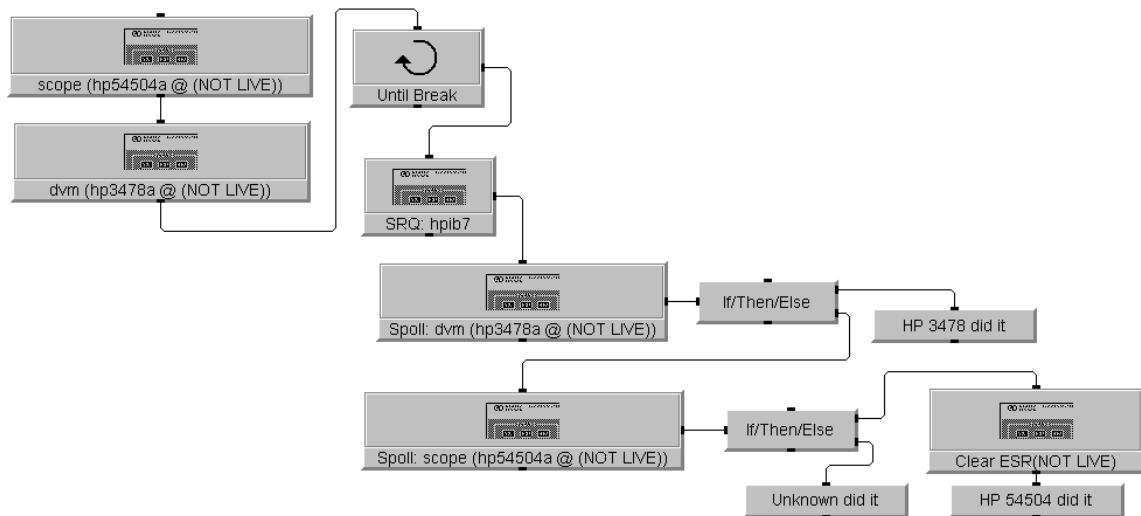 scope (hp54504a @ (NOT LIVE))
dvm (hp3478a @ (NOT LIVE))
Until Break
SRQ: hpib7
Spoll: dvm (hp3478a @ (NOT LIVE))
If/Then/Else
HP 3478 did it
Spoll: scope (hp54504a @ (NOT LIVE))
If/Then/Else
Clear ESR(NOT LIVE)
Unknown did it
HP 54504 did it